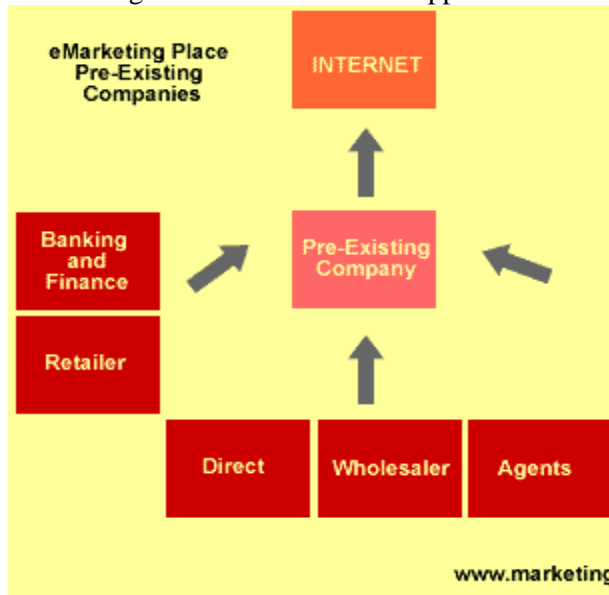 eMarketing Place
Pre-Existing
Companies
INTERNET
Banking
and
Finance
Pre-Existing
Company
Retailer
Direct
Wholesaler
Agents
www.marketing